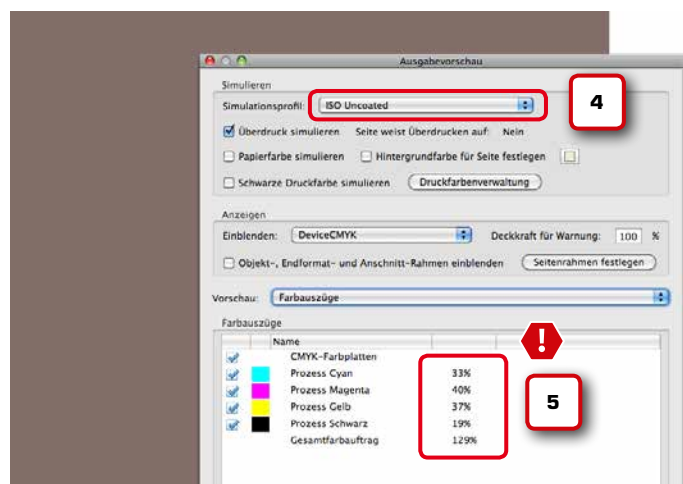 Ausgabevorschau
Simulieren
Simulationsprofil: ISO Uncoated
4
Überdruck simulieren Seite weist Überdrucken auf: Nein
Papierfarbe simulieren Hintergrundfarbe für Seite festlegen
Schwarze Druckfarbe simulieren Druckfarbenverwaltung
Anzeigen
Einblenden: DeviceCMYK Deckkraft für Warnung: 100 %
Objekt-, Endformat- und Anschnitt-Rahmen einblenden Seitenrahmen festlegen
Vorschau: Farbauszüge
Farbauszüge
!
Name
CMYK-Farbplatten
Prozess Cyan 33%
Prozess Magenta 40%
Prozess Gelb 37%
5
Prozess Schwarz 19%
Gesamtfarbauftrag 129%